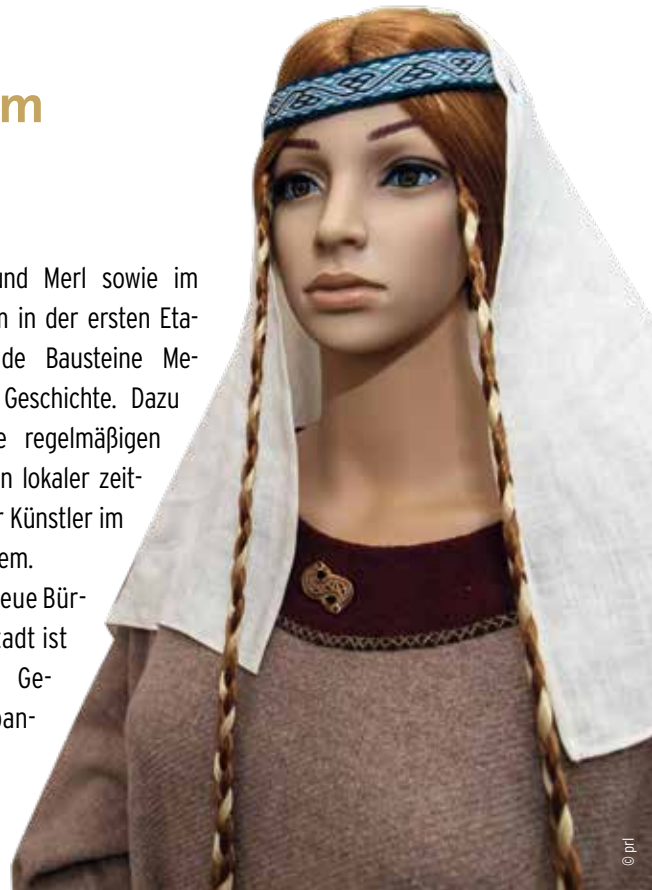 m
und Merl sowie im
n in der ersten Eta-
de Bausteine Me-
Geschichte. Dazu
e regelmäßigen
n lokaler zeit-
r Künstler im
em.
eue Bür-
adt ist
Ge-
pan-
© prl